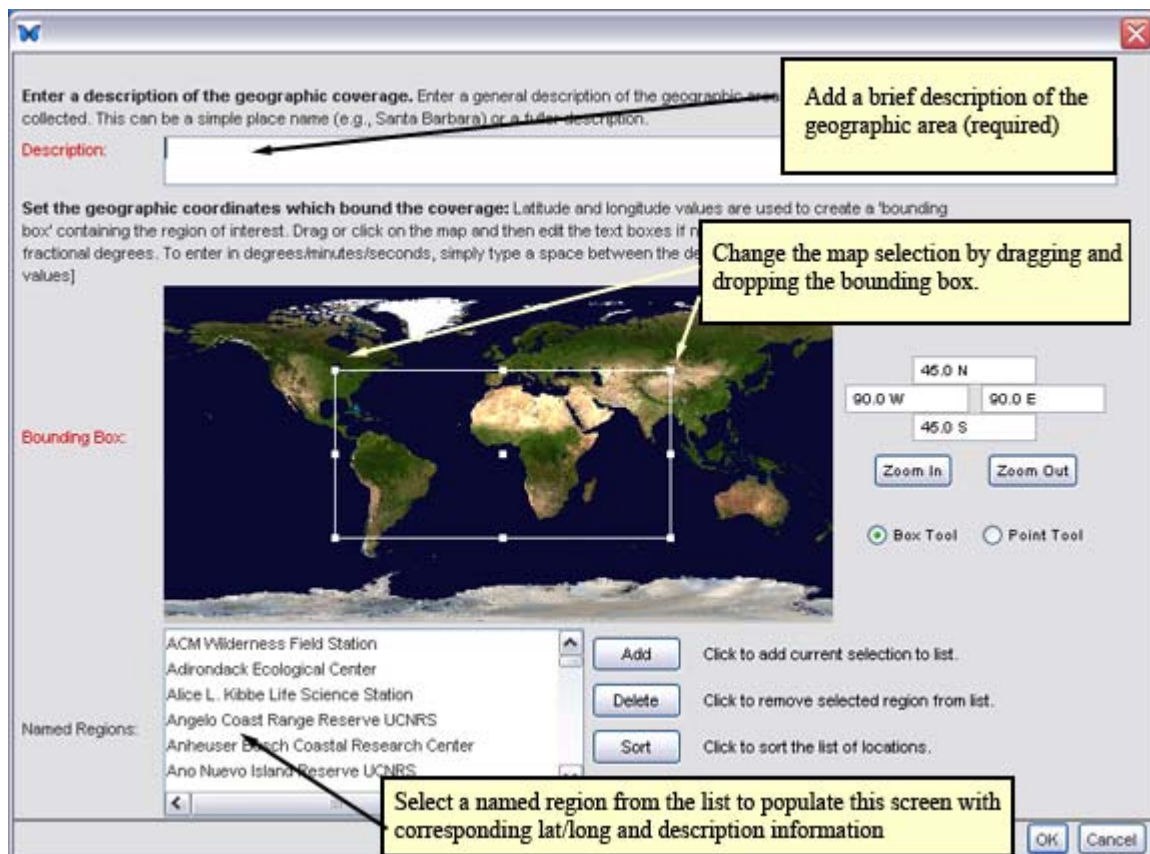 Enter a description of the geographic coverage. Enter a general description of the geographic area
collected. This can be a simple place name (e.g., Santa Barbara) or a fuller description.
Add a brief description of the
geographic area (required)
Description:
Set the geographic coordinates which bound the coverage: Latitude and longitude values are used to create a 'bounding
box' containing the region of interest. Drag or click on the map and then edit the text boxes if
fractional degrees. To enter in degrees/minutes/seconds, simply type a space between the
values]
Change the map selection by dragging and
dropping the bounding box.
Bounding Box:
45.0 N
90.0 W
90.0 E
45.0 S
Zoom In
Zoom Out
Box Tool
Point Tool
Named Regions:
ACM Wilderness Field Station
Adirondack Ecological Center
Alice L. Kibbe Life Science Station
Angelo Coast Range Reserve UCNRS
Anheuser Busch Coastal Research Center
Ano Nuevo Island Reserve UCNRS
Add
Click to add current selection to list.
Delete
Click to remove selected region from list.
Sort
Click to sort the list of locations.
Select a named region from the list to populate this screen with
corresponding lat/long and description information
OK
Cancel